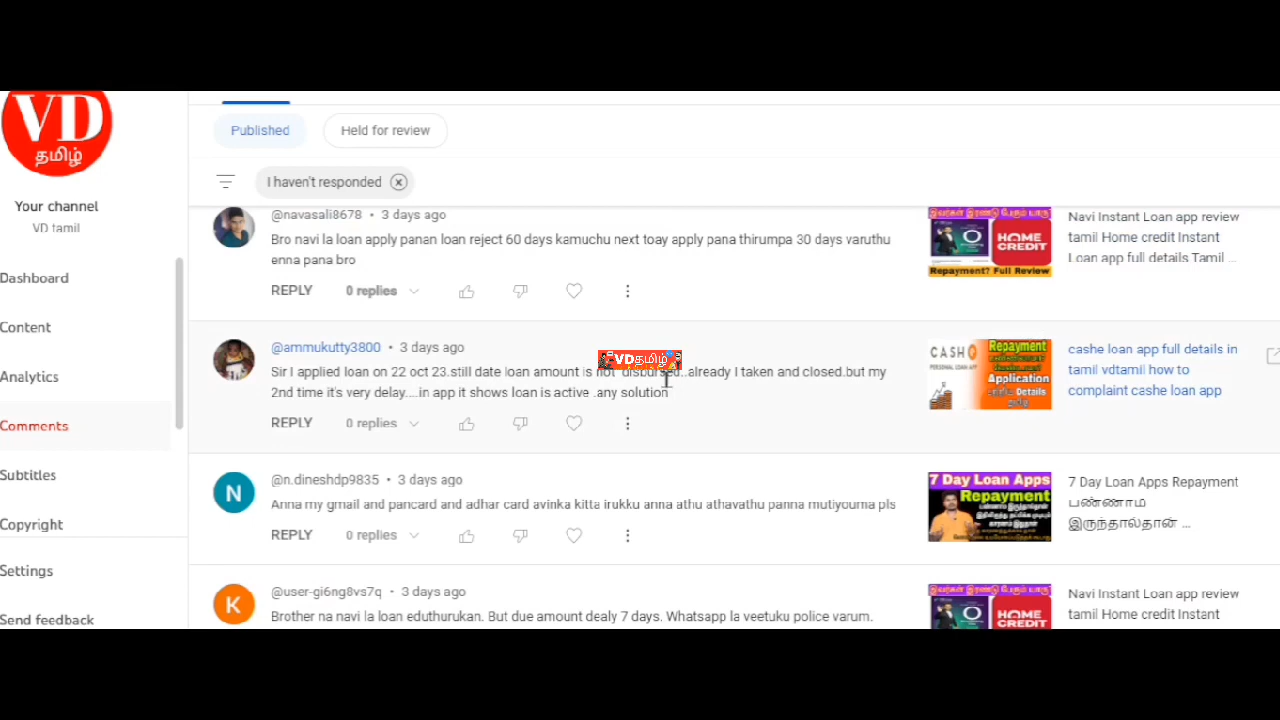 VD
தமிழ்
Your channel
VD tamil
Dashboard
Content
Analytics
Comments
Subtitles
Copyright
Settings
Send feedback
Published
Held for review
I haven't responded
@navasali8678 • 3 days ago
Bro navi la loan apply panan loan reject 60 days kamuchu next toay apply pana thirumpa 30 days varuthu
enna pana bro
REPLY 0 replies
HOME
CREDIT
Repayment? Full Review
Navi Instant Loan app review
tamil Home credit Instant
Loan app full details Tamil ...
@ammukutty3800 • 3 days ago
VDதமிழ்
Sir I applied loan on 22 oct 23.still date loan amount is not disbursed..already I taken and closed.but my
2nd time it's very delay....in app it shows loan is active .any solution
REPLY 0 replies
CASH
PERSONAL LOAN APP
Repayment
Application
Details
cashe loan app full details in
tamil vdtamil how to
complaint cashe loan app
N
@n.dineshdp9835 • 3 days ago
Anna my gmail and pancard and adhar card avinka kitta irukku anna athu athavathu panna mutiyouma pls
REPLY 0 replies
7 Day Loan Apps
Repayment
பண்ணாம
இருந்தால்தான்
7 Day Loan Apps Repayment
பண்ணாம
இருந்தால்தான் ...
K
@user-gi6ng8vs7q • 3 days ago
Brother na navi la loan eduthurukan. But due amount dealy 7 days. Whatsapp la veetuku police varum.
HOME
CREDIT
Navi Instant Loan app review
tamil Home credit Instant